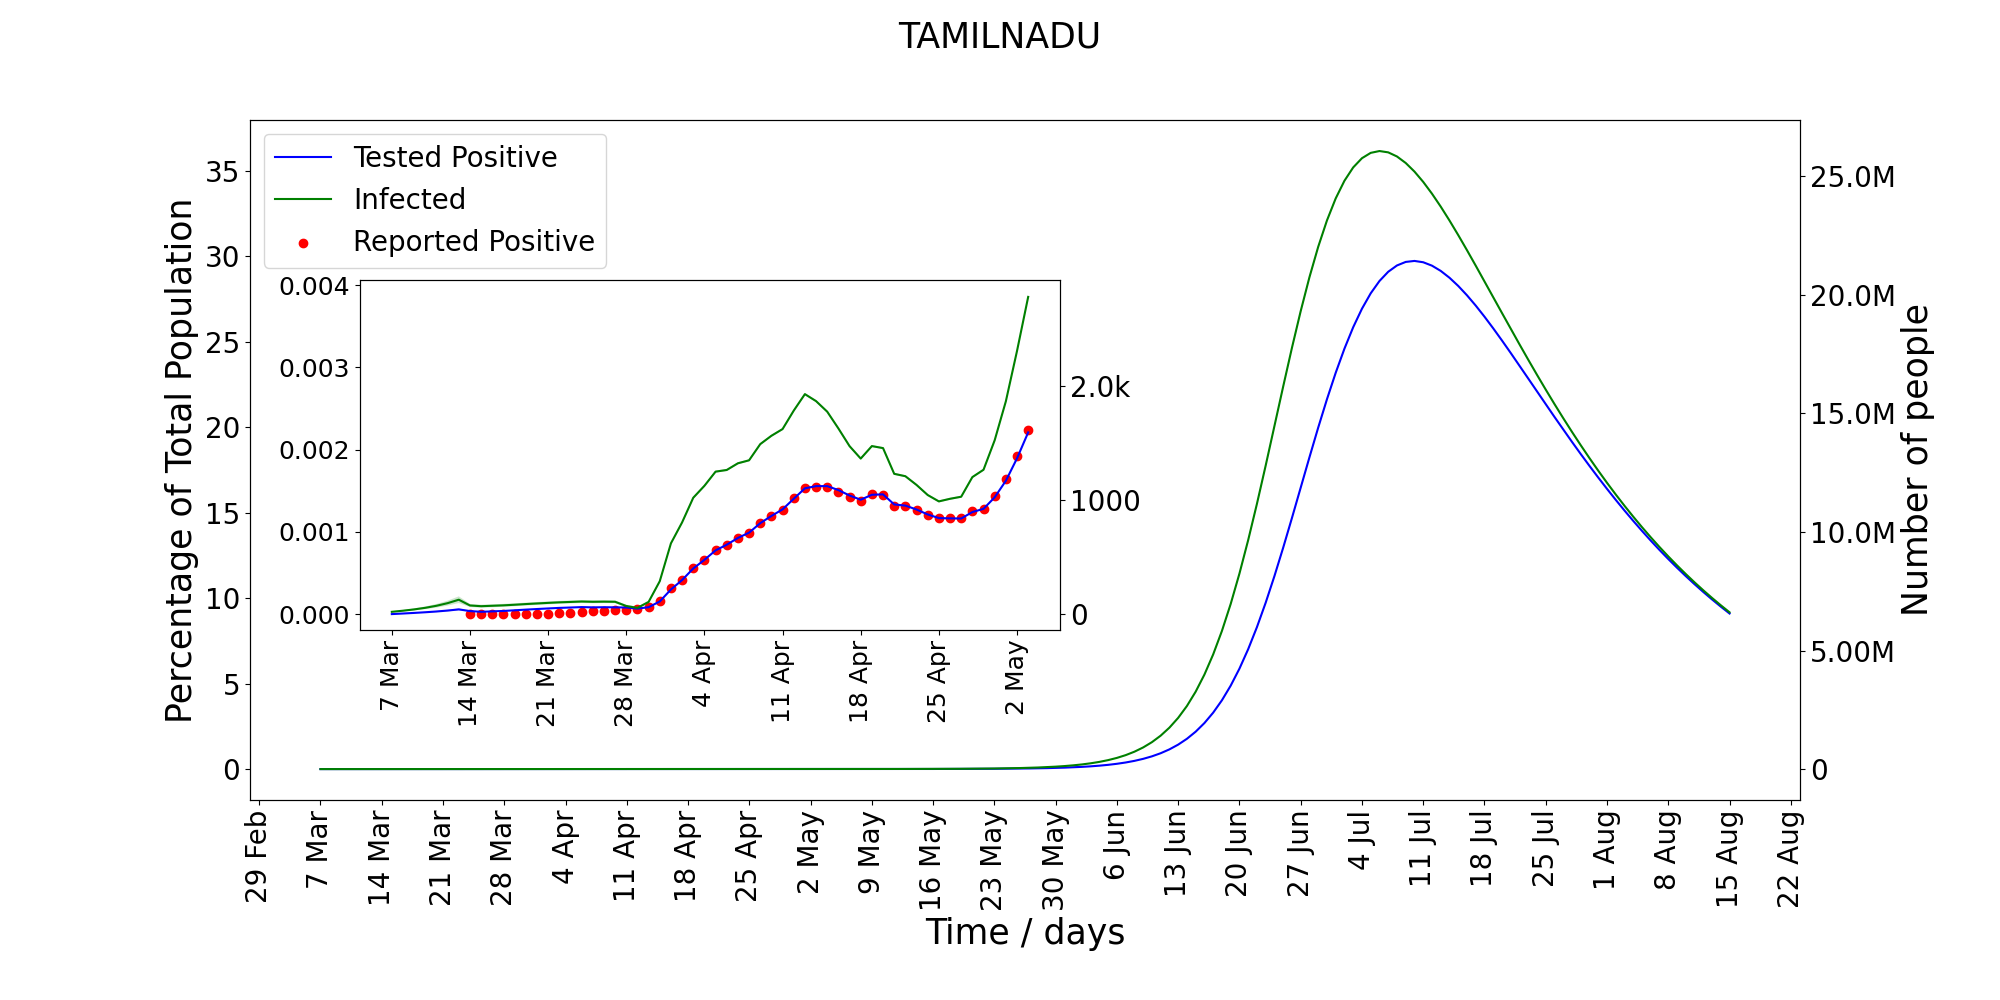 TAMILNADU
Tested Positive
Infected
Reported Positive
Percentage of Total Population
35
30
25
20
15
10
5
0
25.0M
20.0M
15.0M
10.0M
5.00M
0
Number of people
0.004
0.003
0.002
0.001
0.000
2.0k
1000
0
7 Mar
14 Mar
21 Mar
28 Mar
4 Apr
11 Apr
18 Apr
25 Apr
2 May
29 Feb
7 Mar
14 Mar
21 Mar
28 Mar
4 Apr
11 Apr
18 Apr
25 Apr
2 May
9 May
16 May
23 May
30 May
6 Jun
13 Jun
20 Jun
27 Jun
4 Jul
11 Jul
18 Jul
25 Jul
1 Aug
8 Aug
15 Aug
22 Aug
Time / days